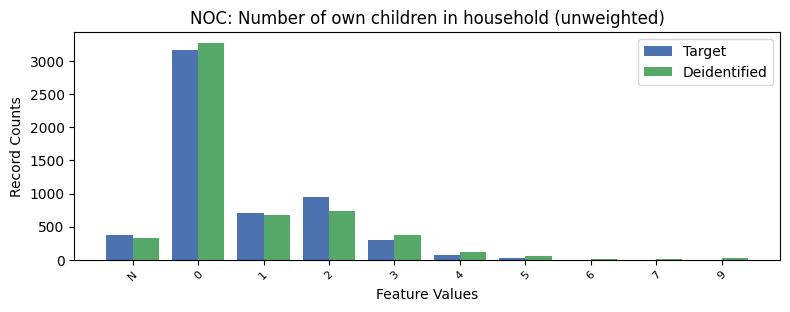 NOC: Number of own children in household (unweighted)
Target
Deidentified
Record Counts
3000
2500
2000
1500
1000
500
0
N 0 1 2 3 4 5 6 7 9
Feature Values